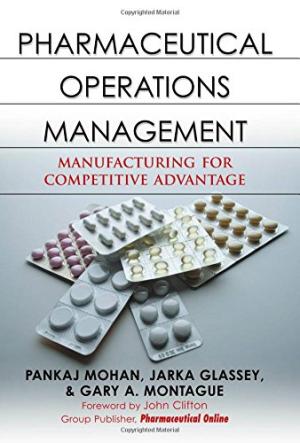 PHARMACEUTICAL
OPERATIONS
MANAGEMENT
MANUFACTURING FOR
COMPETITIVE ADVANTAGE
PANKAJ MOHAN, JARKA GLASSEY,
& GARY A. MONTAGUE
Foreword by John Clifton
Group Publisher, Pharmaceutical Online